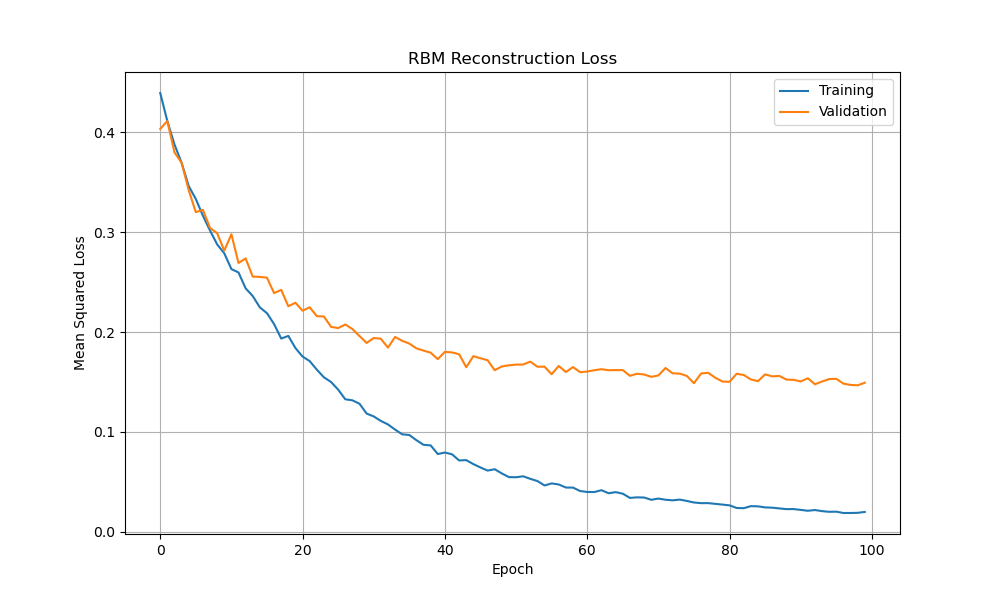 RBM Reconstruction Loss
Training
Validation
Mean Squared Loss
0.4
0.3
0.2
0.1
0.0
0 20 40 60 80 100
Epoch